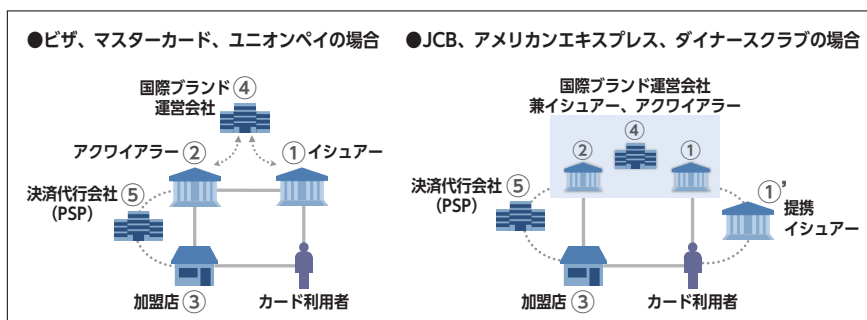 ●ビザ、マスターカード、ユニオンペイの場合
国際ブランド④
運営会社
アクワイアラー②
①イシュアー
決済代行会社⑤
(PSP)
加盟店③
カード利用者
●JCB、アメリカンエキスプレス、ダイナースクラブの場合
国際ブランド運営会社
兼イシュアー、アクワイアラー
④
②
①
決済代行会社⑤
(PSP)
①’
提携
イシュアー
加盟店③
カード利用者